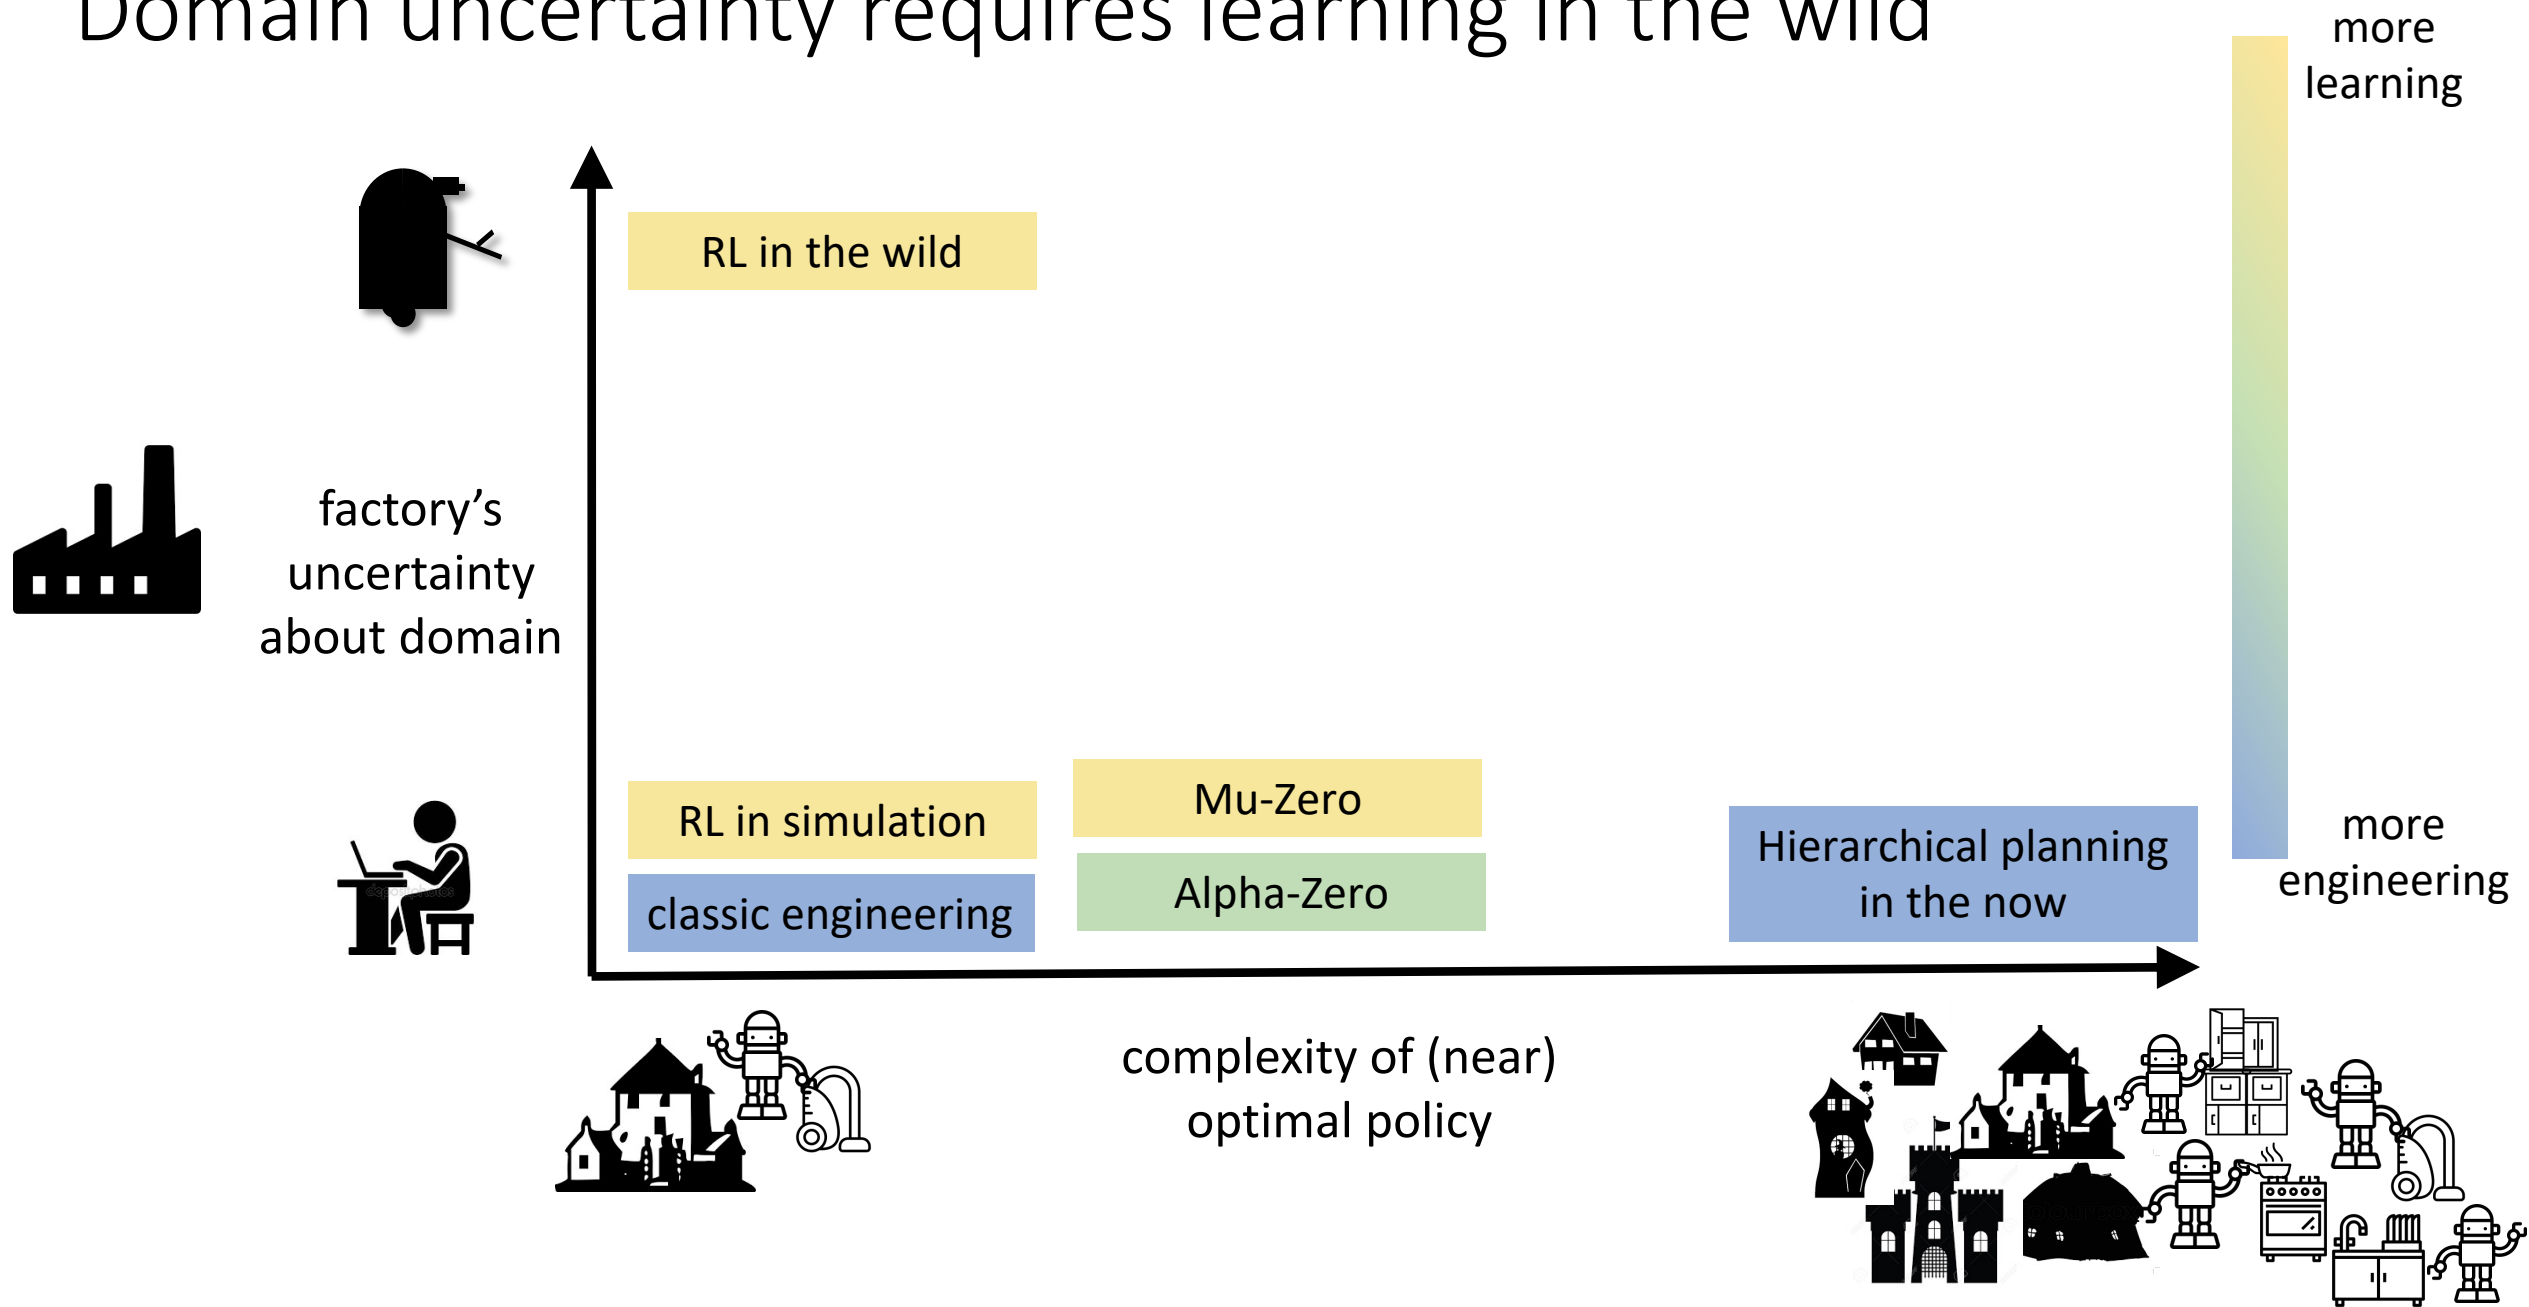 Domain uncertainty requires learning in the wild
more
learning
RL in the wild
factory's
uncertainty
about domain
RL in simulation
classic engineering
Mu-Zero
Alpha-Zero
Hierarchical planning
in the now
more
engineering
depositphotos
complexity of (near)
optimal policy